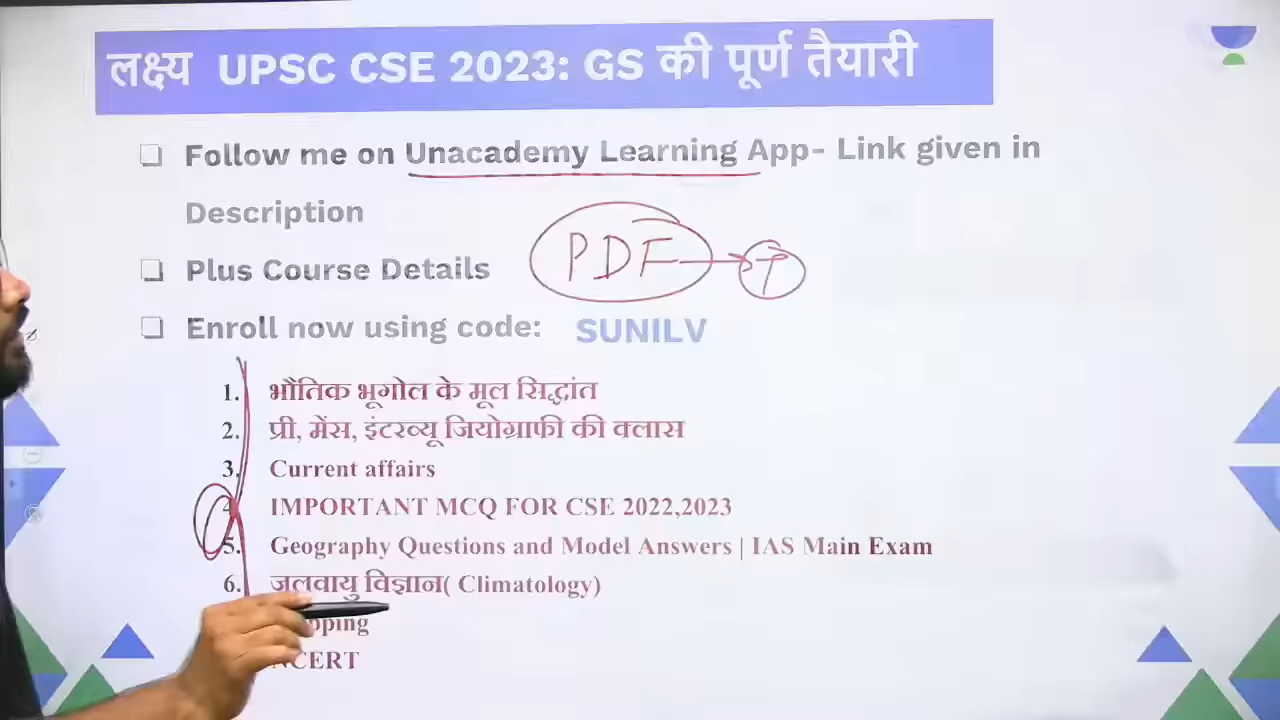 लक्ष्य UPSC CSE 2023: GS की पूर्ण तैयारी
Follow me on Unacademy Learning App- Link given in
Description
PDF T
Plus Course Details
Enroll now using code: SUNILV
1. भौतिक भूगोल के मूल सिद्धांत
2. प्री, मेंस, इंटरव्यू जियोग्राफी की क्लास
3. Current affairs
4. IMPORTANT MCQ FOR CSE 2022,2023
5. Geography Questions and Model Answers | IAS Main Exam
6. जलवायु विज्ञान( Climatology)
NCERT